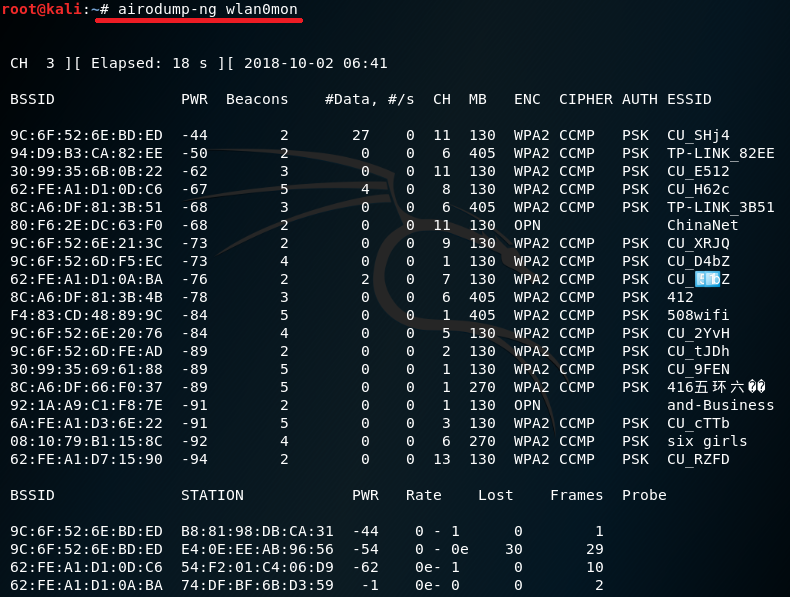 root@kali:~# airodump-ng wlan0mon
CH 3 ][ Elapsed: 18 s ][ 2018-10-02 06:41
BSSID PWR Beacons #Data, #/s CH MB ENC CIPHER AUTH ESSID
9C:6F:52:6E:BD:ED -44 2 27 0 11 130 WPA2 CCMP PSK CU_SHj4
94:D9:B3:CA:82:EE -50 2 0 0 6 405 WPA2 CCMP PSK TP-LINK_82EE
30:99:35:6B:0B:22 -62 3 0 0 11 130 WPA2 CCMP PSK CU_E512
62:FE:A1:D1:0D:C6 -67 5 4 0 8 130 WPA2 CCMP PSK CU_H62c
8C:A6:DF:81:3B:51 -68 3 0 0 6 405 WPA2 CCMP PSK TP-LINK_3B51
80:F6:2E:DC:63:F0 -68 2 0 0 11 130 OPN ChinaNet
9C:6F:52:6E:21:3C -73 2 0 0 9 130 WPA2 CCMP PSK CU_XRJQ
9C:6F:52:6D:F5:EC -73 4 0 0 1 130 WPA2 CCMP PSK CU_D4bZ
62:FE:A1:D1:0A:BA -76 2 2 0 7 130 WPA2 CCMP PSK CU_bZ
8C:A6:DF:81:3B:4B -78 3 0 0 6 405 WPA2 CCMP PSK 412
F4:83:CD:48:89:9C -84 5 0 0 1 405 WPA2 CCMP PSK 508wifi
9C:6F:52:6E:20:76 -84 4 0 0 5 130 WPA2 CCMP PSK CU_2YvH
9C:6F:52:6D:FE:AD -89 2 0 0 2 130 WPA2 CCMP PSK CU_tJDh
30:99:35:69:61:88 -89 5 0 0 1 130 WPA2 CCMP PSK CU_9FEN
8C:A6:DF:66:F0:37 -89 5 0 0 1 270 WPA2 CCMP PSK 416五环六��
92:1A:A9:C1:F8:7E -91 2 0 0 1 130 OPN and-Business
6A:FE:A1:D3:6E:22 -91 5 0 0 3 130 WPA2 CCMP PSK CU_cTTb
08:10:79:B1:15:8C -92 4 0 0 6 270 WPA2 CCMP PSK six girls
62:FE:A1:D7:15:90 -94 2 0 0 13 130 WPA2 CCMP PSK CU_RZFD
BSSID STATION PWR Rate Lost Frames Probe
9C:6F:52:6E:BD:ED B8:81:98:DB:CA:31 -44 0 - 1 0 1
9C:6F:52:6E:BD:ED E4:0E:EE:AB:96:56 -54 0 - 0e 30 29
62:FE:A1:D1:0D:C6 54:F2:01:C4:06:D9 -62 0e- 1 0 10
62:FE:A1:D1:0A:BA 74:DF:BF:6B:D3:59 -1 0e- 0 0 2